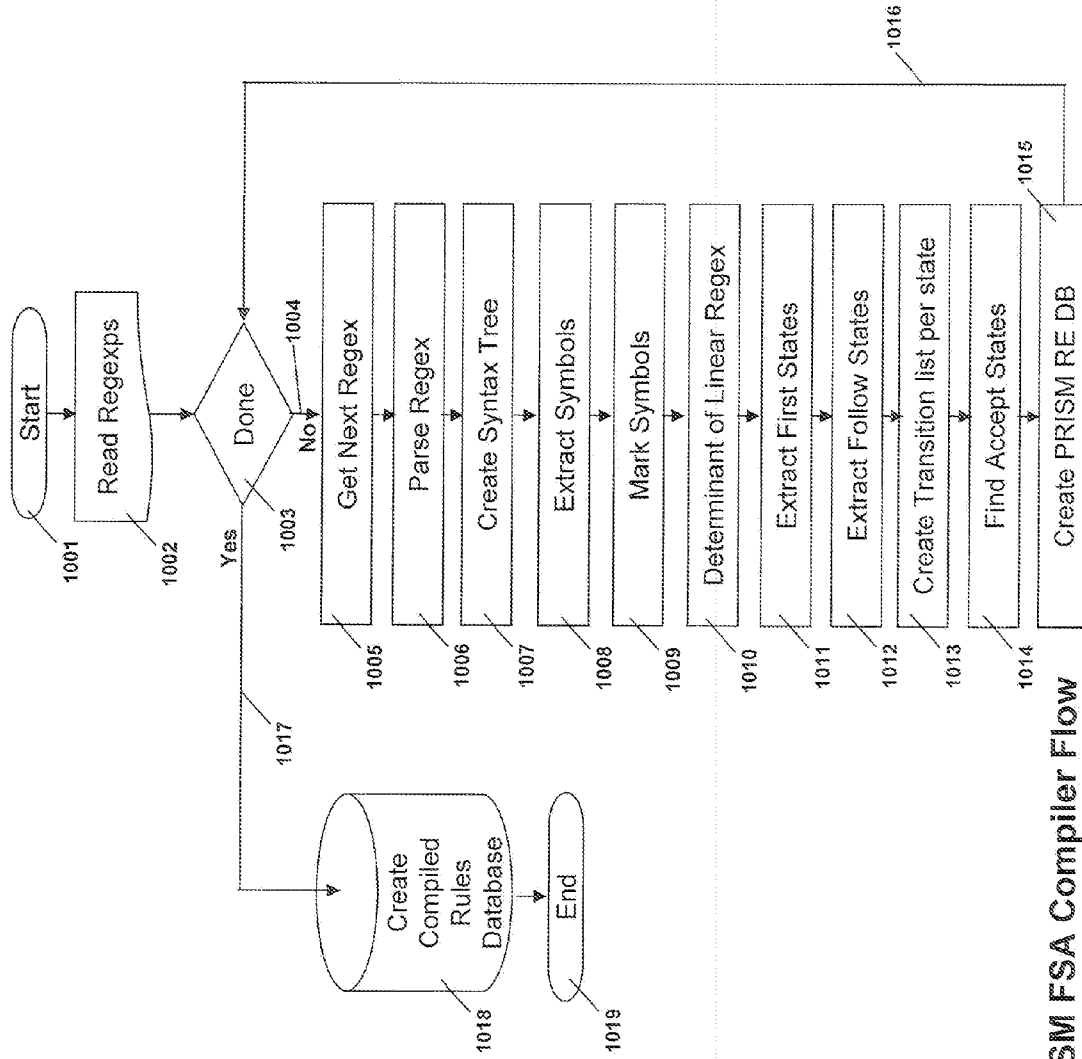 Start
1001
Read Regexps
1002
Done
1003
Yes
No
1004
1016
1017
Get Next Regex
1005
Parse Regex
1006
Create Syntax Tree
1007
Extract Symbols
1008
Mark Symbols
1009
Determinant of Linear Regex
1010
Extract First States
1011
Extract Follow States
1012
Create Transition list per state
1013
Find Accept States
1014
Create PRISM RE DB
1015
Create
Compiled
Rules
Database
1018
End
1019
SM FSA Compiler Flow